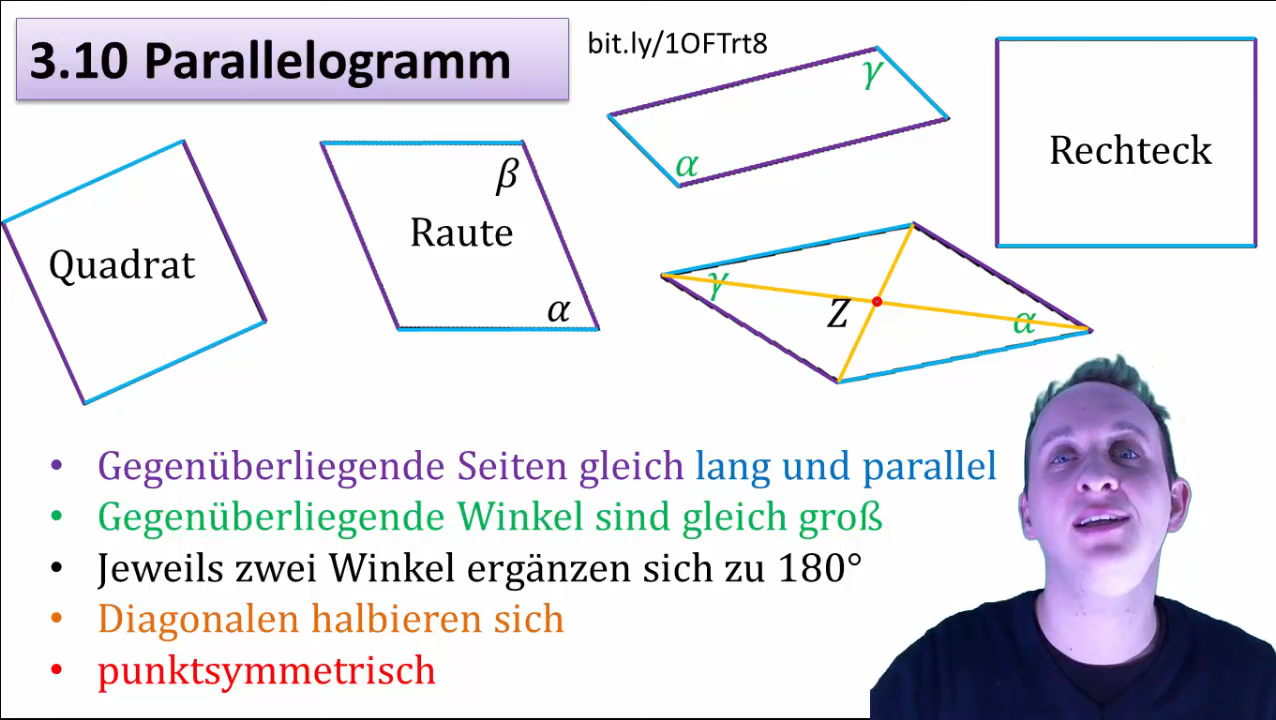 3.10 Parallelogramm
bit.ly/1OFTrt8
γ
α
Rechteck
Quadrat
β
Raute
α
γ
Z
α
• Gegenüberliegende Seiten gleich lang und parallel
• Gegenüberliegende Winkel sind gleich groß
• Jeweils zwei Winkel ergänzen sich zu 180°
• Diagonalen halbieren sich
• punktsymmetrisch